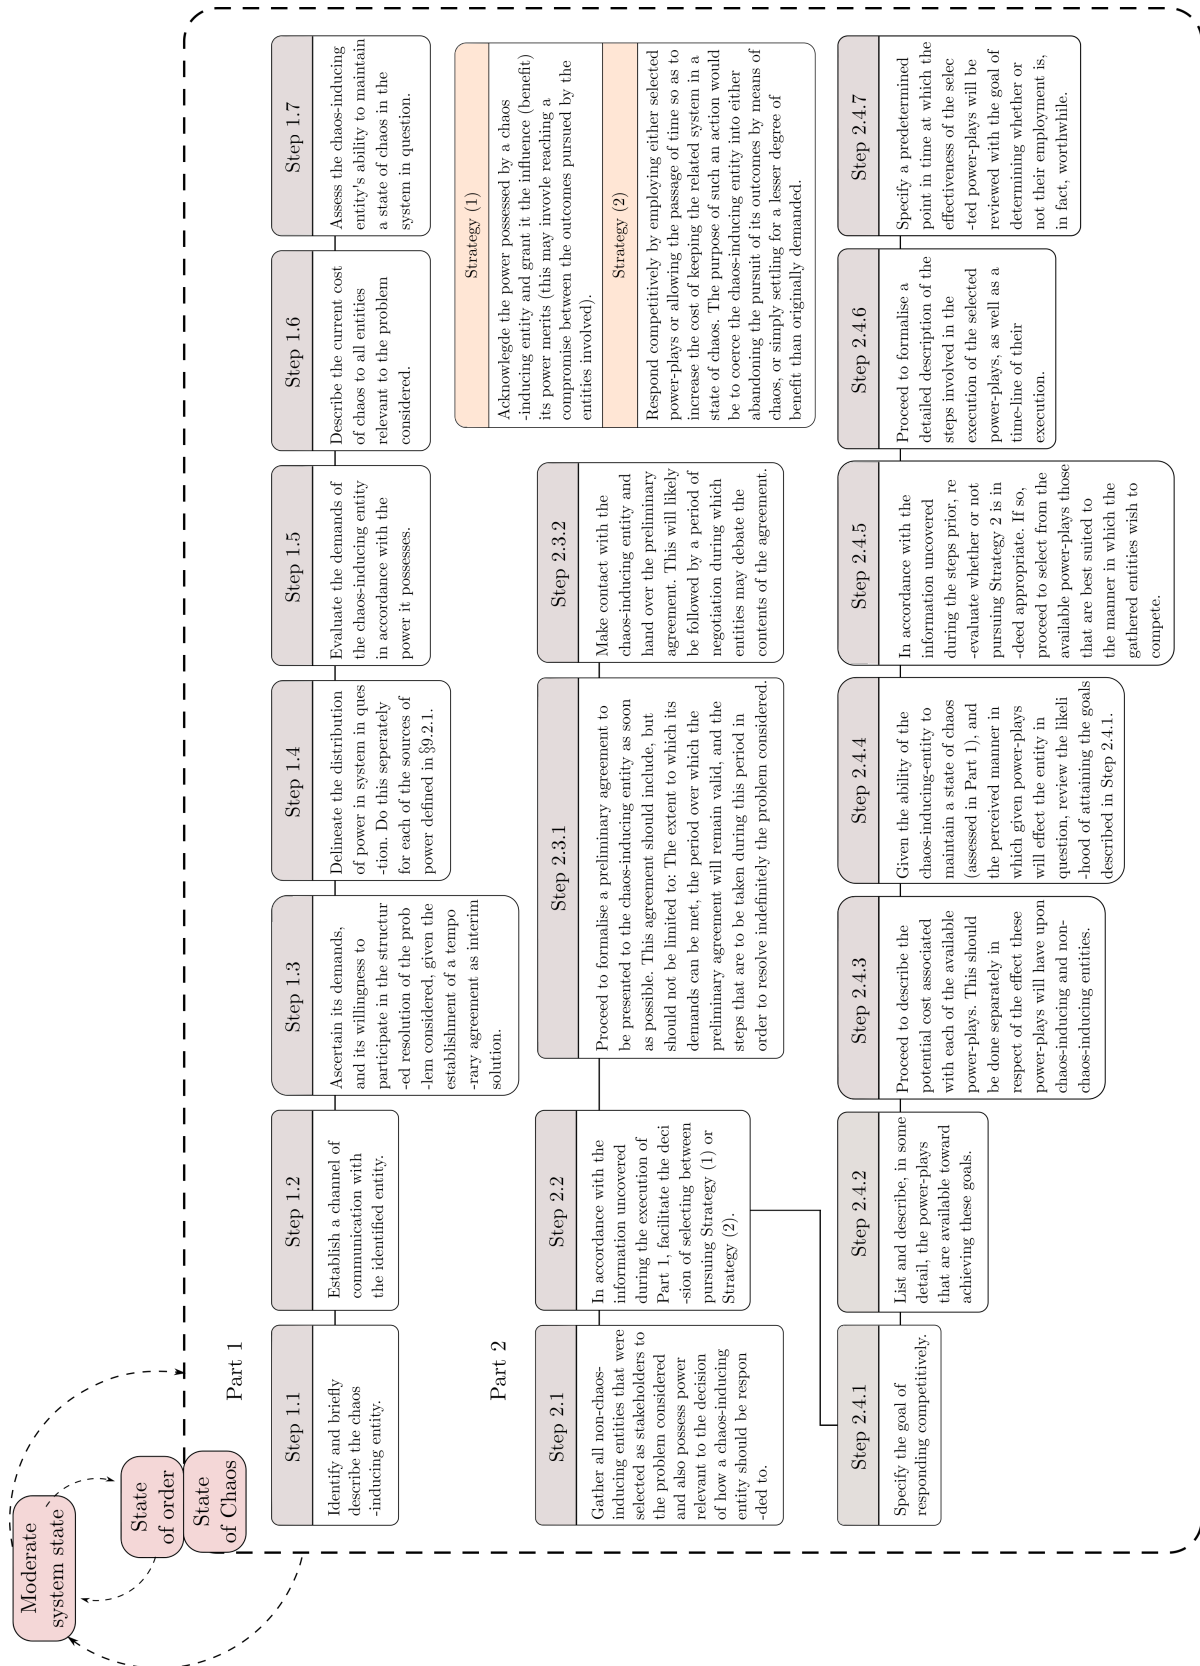 Moderate
system state
State
of order
State
of Chaos
Part 1
Step 1.1
Identify and briefly
describe the chaos
-inducing entity.
Step 1.2
Establish a channel of
communication with
the identified entity.
Step 1.3
Ascertain its demands,
and its willingness to
participate in the structur
-ed resolution of the prob
-lem considered, given the
establishment of a tempo
-rary agreement as interim
solution.
Step 1.4
Delineate the distribution
of power in system in ques
-tion. Do this seperately
for each of the sources of
power defined in §9.2.1.
Step 1.5
Evaluate the demands of
the chaos-inducing entity
in accordance with the
power it possesses.
Step 1.6
Describe the current cost
of chaos to all entities
relevant to the problem
considered.
Step 1.7
Assess the chaos-inducing
entity's ability to maintain
a state of chaos in the
system in question.
Part 2
Step 2.1
Gather all non-chaos-
inducing entities that were
selected as stakeholders to
the problem considered
and also possess power
relevant to the decision
of how a chaos-inducing
entity should be respon
-ded to.
Step 2.2
In accordance with the
information uncovered
during the execution of
Part 1, facilitate the deci
-sion of selecting between
pursuing Strategy (1) or
Strategy (2).
Step 2.3.1
Proceed to formalise a preliminary agreement to
be presented to the chaos-inducing entity as soon
as possible. This agreement should include, but
should not be limited to: The extent to which its
demands can be met, the period over which the
preliminary agreement will remain valid, and the
steps that are to be taken during this period in
order to resolve indefinitely the problem considered.
Step 2.3.2
Make contact with the
chaos-inducing entity and
hand over the preliminary
agreement. This will likely
be followed by a period of
negotiation during which
entities may debate the
contents of the agreement.
Strategy (1)
Acknowlegde the power possessed by a chaos
-inducing entity and grant it the influence (benefit)
its power merits (this may invovle reaching a
compromise between the outcomes pursued by the
entities involved).
Strategy (2)
Respond competitively by employing either selected
power-plays or allowing the passage of time so as to
increase the cost of keeping the related system in a
state of chaos. The purpose of such an action would
be to coerce the chaos-inducing entity into either
abandoning the pursuit of its outcomes by means of
chaos, or simply settling for a lesser degree of
benefit than originally demanded.
Step 2.4.1
Specify the goal of
responding competitively.
Step 2.4.2
List and describe, in some
detail, the power-plays
that are available toward
achieving these goals.
Step 2.4.3
Proceed to describe the
potential cost associated
with each of the available
power-plays. This should
be done separately in
respect of the effect these
power-plays will have upon
chaos-inducing and non-
chaos-inducing entities.
Step 2.4.4
Given the ability of the
chaos-inducing-entity to
maintain a state of chaos
(assessed in Part 1), and
the perceived manner in
which given power-plays
will effect the entity in
question, review the likeli
-hood of attaining the goals
described in Step 2.4.1.
Step 2.4.5
In accordance with the
information uncovered
during the steps prior, re
-evaluate whether or not
pursuing Strategy 2 is in
-deed appropriate. If so,
proceed to select from the
available power-plays those
that are best suited to
the manner in which the
gathered entities wish to
compete.
Step 2.4.6
Proceed to formalise a
detailed description of the
steps involved in the
execution of the selected
power-plays, as well as a
time-line of their
execution.
Step 2.4.7
Specify a predetermined
point in time at which the
effectiveness of the selec
-ted power-plays will be
reviewed with the goal of
determining whether or
not their employment is,
in fact, worthwhile.